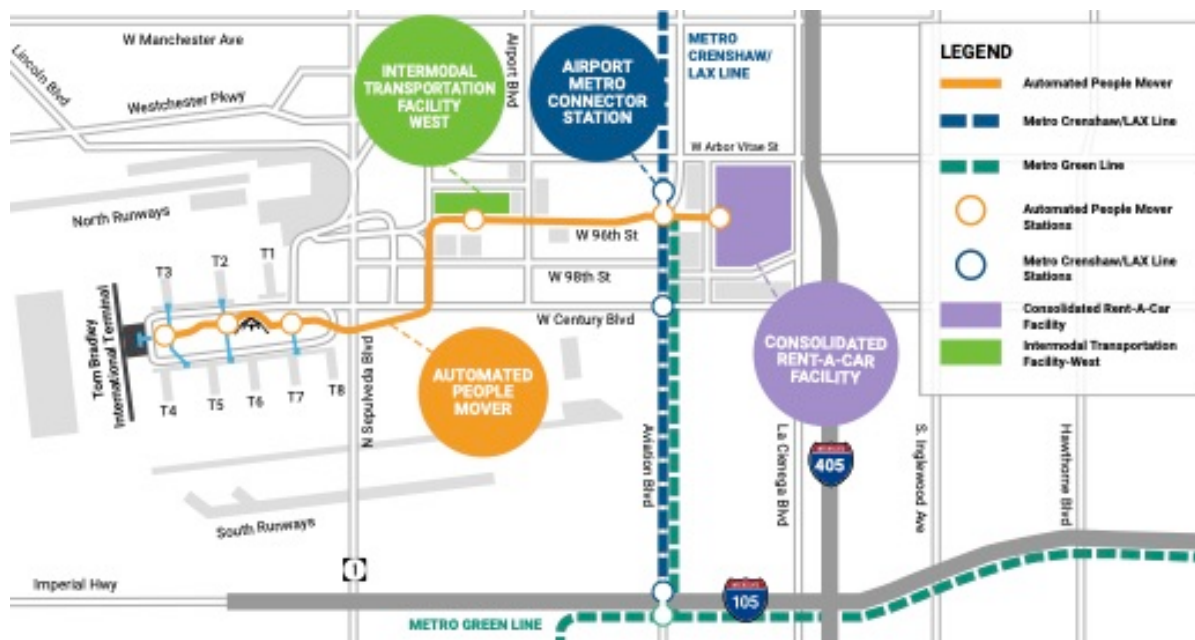 W Manchester Ave
Lincoln Blvd
Westchester Pkwy
INTERMODAL
TRANSPORTATION
FACILITY
WEST
Airport Blvd
AIRPORT
METRO
CONNECTOR
STATION
METRO
CRENSHAW/
LAX LINE
W Arbor Vitae St
North Runways
W 96th St
W 98th St
W Century Blvd
T3
T2
T1
Tom Bradley
International Terminal
T4
T5
T6
T7
T8
N Sepulveda Blvd
AUTOMATED
PEOPLE
MOVER
CONSOLIDATED
RENT-A-CAR
FACILITY
Aviation Blvd
La Cienega Blvd
405
S. Inglewood Ave
Hawthorne Blvd
South Runways
1
Imperial Hwy
105
METRO GREEN LINE
LEGEND
Automated People Mover
Metro Crenshaw/LAX Line
Metro Green Line
Automated People Mover
Stations
Metro Crenshaw/LAX Line
Stations
Consolidated Rent-A-Car
Facility
Intermodal Transportation
Facility-West